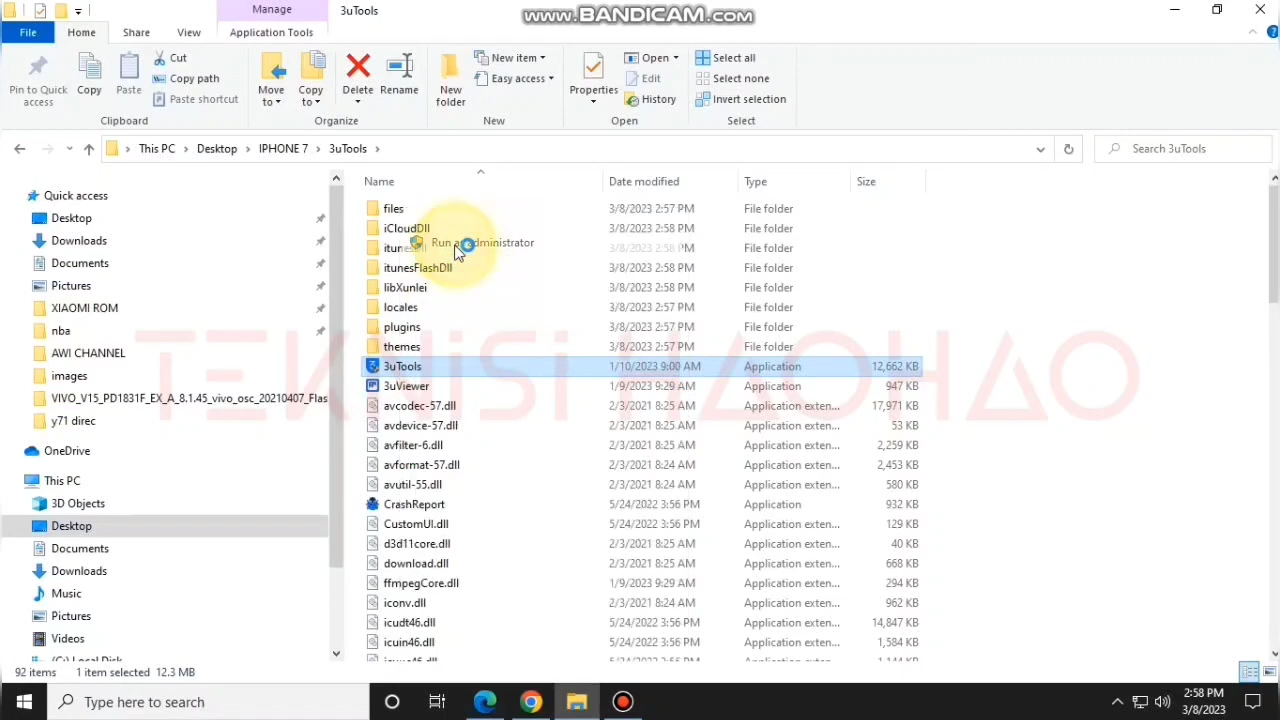 www.BANDICAM.com
Manage
3uTools
File
Home
Share
View
Application Tools
Pin to Quick access
Copy
Paste
Cut
Copy path
Paste shortcut
Clipboard
Move to
Copy to
Delete
Rename
Organize
New folder
New item
Easy access
New
Properties
Open
Edit
History
Open
Select all
Select none
Invert selection
Select
This PC
Desktop
IPHONE 7
3uTools
Search 3uTools
Quick access
Desktop
Downloads
Documents
Pictures
XIAOMI ROM
nba
AWI CHANNEL
images
VIVO_V15_PD1831F_EX_A_8.1.45_vivo_osc_20210407_Flas
y71 direc
OneDrive
This PC
3D Objects
Desktop
Documents
Downloads
Music
Pictures
Videos
Name Date modified Type Size
files 3/8/2023 2:57 PM File folder
iCloudDll 3/8/2023 2:58 PM File folder
Run as administrator
3/8/2023 2:58 PM File folder
itunesFlashDll 3/8/2023 2:58 PM File folder
libXunlei 3/8/2023 2:58 PM File folder
locales 3/8/2023 2:57 PM File folder
plugins 3/8/2023 2:57 PM File folder
themes 3/8/2023 2:57 PM File folder
3uTools 1/10/2023 9:00 AM Application 12,662 KB
3uViewer 1/9/2023 9:29 AM Application 947 KB
avcodec-57.dll 2/3/2021 8:25 AM Application exten... 17,971 KB
avdevice-57.dll 2/3/2021 8:25 AM Application exten... 53 KB
avfilter-6.dll 2/3/2021 8:25 AM Application exten... 2,259 KB
avformat-57.dll 2/3/2021 8:24 AM Application exten... 2,453 KB
avutil-55.dll 2/3/2021 8:24 AM Application exten... 580 KB
CrashReport 5/24/2022 3:56 PM Application 932 KB
CustomUI.dll 5/24/2022 3:56 PM Application exten... 129 KB
d3d11core.dll 2/3/2021 8:25 AM Application exten... 40 KB
download.dll 2/3/2021 8:25 AM Application exten... 668 KB
ffmpegCore.dll 1/9/2023 9:29 AM Application exten... 294 KB
iconv.dll 2/3/2021 8:24 AM Application exten... 962 KB
icudt46.dll 5/24/2022 3:56 PM Application exten... 14,847 KB
icuin46.dll 5/24/2022 3:56 PM Application exten... 1,584 KB
TEKNiSi HAOHAO
92 items 1 item selected 12.3 MB
Type here to search
2:58 PM
3/8/2023